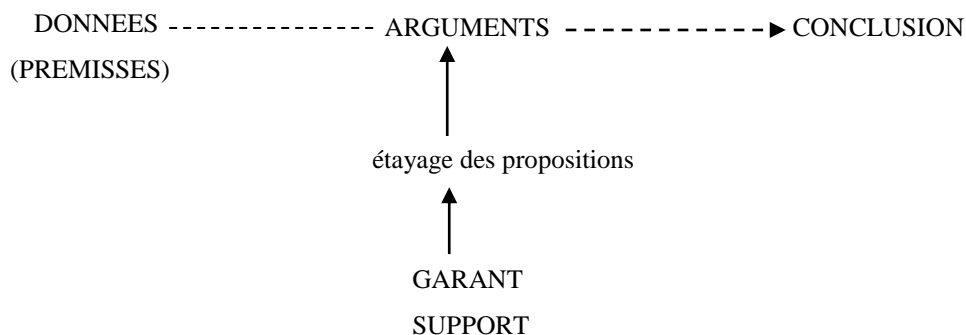 DONNEES ARGUMENTS CONCLUSION
(PREMISSES)
étayage des propositions
GARANT
SUPPORT